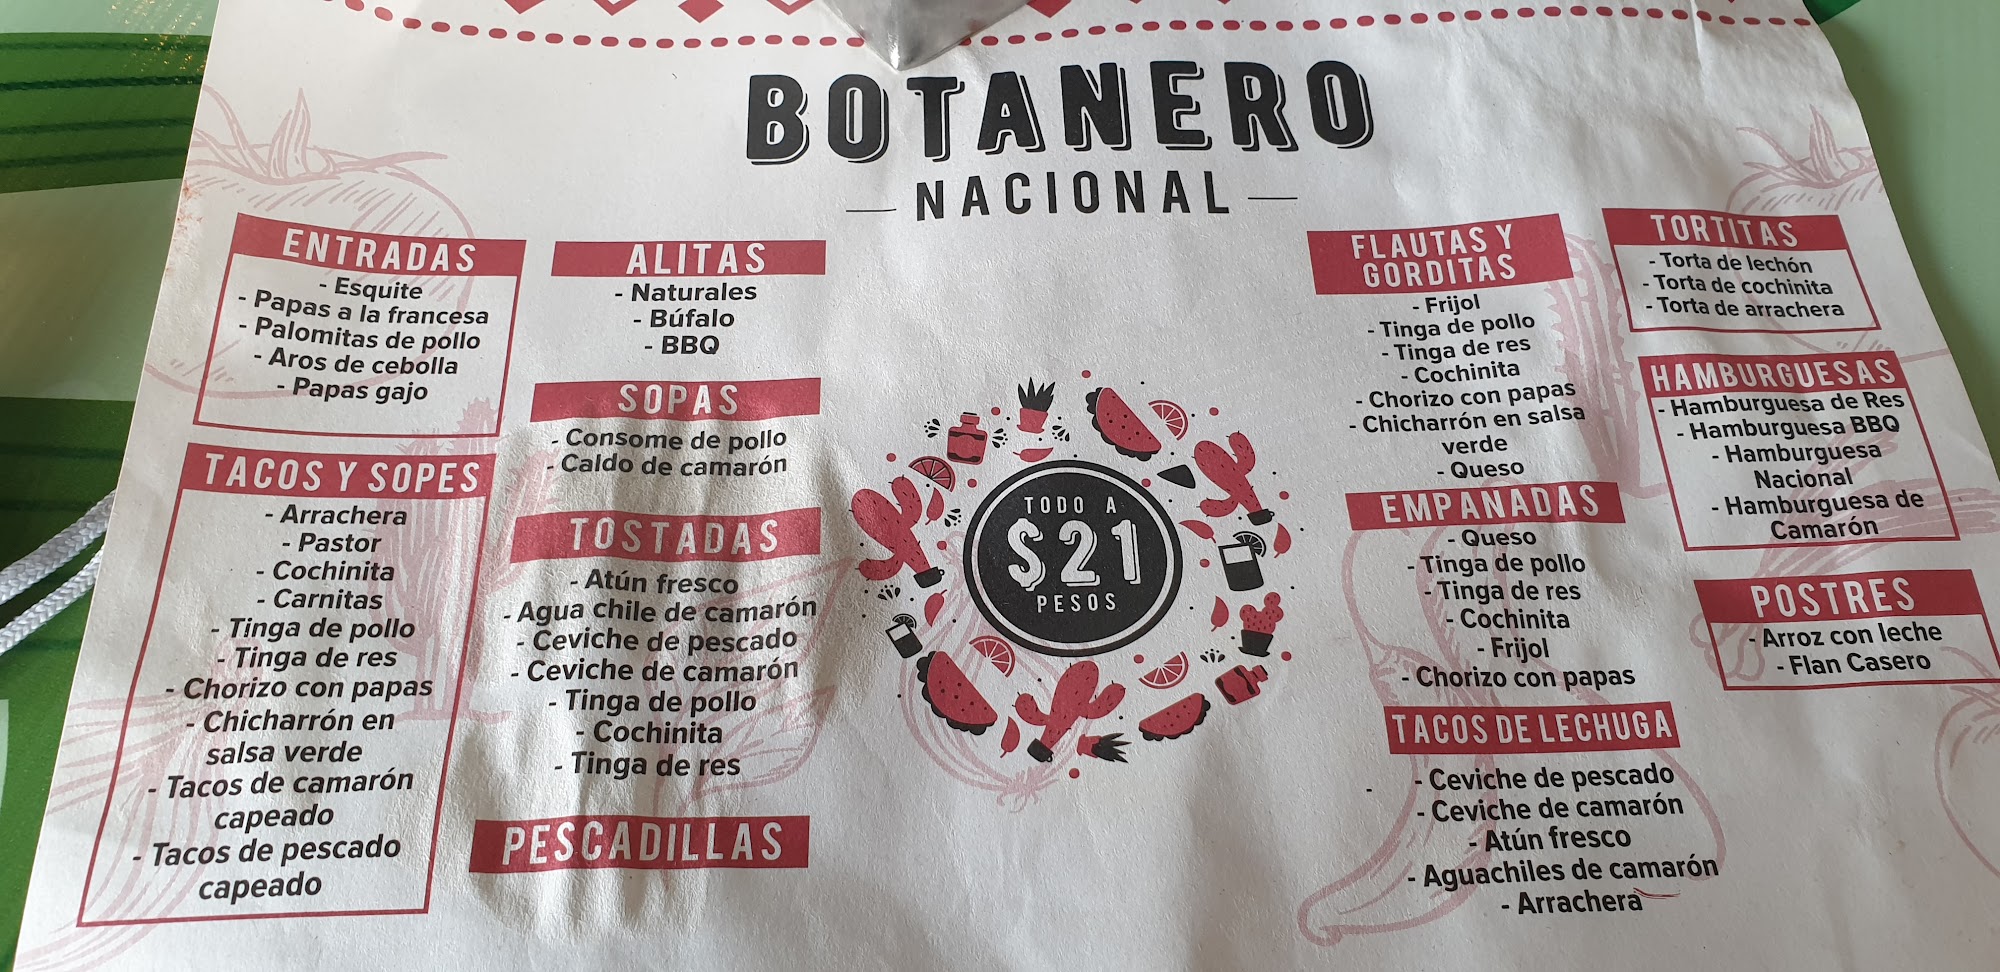 BOTANERO
NACIONAL
ENTRADAS
- Esquite
- Papas a la francesa
- Palomitas de pollo
- Aros de cebolla
- Papas gajo
TACOS Y SOPES
- Arrachera
- Pastor
- Cochinita
- Carnitas
- Tinga de pollo
- Tinga de res
- Chorizo con papas
- Chicharrón en
salsa verde
- Tacos de camarón
capeado
- Tacos de pescado
capeado
ALITAS
- Naturales
- Búfalo
- BBQ
SOPAS
- Consome de pollo
- Caldo de camarón
TOSTADAS
- Atún fresco
- Agua chile de camarón
- Ceviche de pescado
- Ceviche de camarón
- Tinga de pollo
- Cochinita
- Tinga de res
PESCADILLAS
TODO A
$21
PESOS
FLAUTAS Y
GORDITAS
- Frijol
- Tinga de pollo
- Tinga de res
- Cochinita
- Chorizo con papas
- Chicharrón en salsa
verde
- Queso
EMPANADAS
- Queso
- Tinga de pollo
- Tinga de res
- Cochinita
- Frijol
- Chorizo con papas
TACOS DE LECHUGA
- Ceviche de pescado
- Ceviche de camarón
- Atún fresco
- Aguachiles de camarón
- Arrachera
TORTITAS
- Torta de lechón
- Torta de cochinita
- Torta de arrachera
HAMBURGUESAS
- Hamburguesa de Res
- Hamburguesa BBQ
- Hamburguesa
Nacional
- Hamburguesa de
Camarón
POSTRES
- Arroz con leche
- Flan Casero